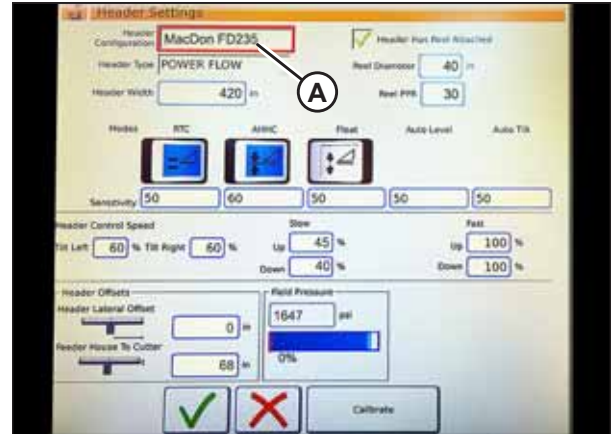 Header Settings
Header Configuration MacDon FD235 Header Has Reel Attached
Header Type POWER FLOW Reel Diameter 40 in
Header Width 420 in Reel PPR 30
A
Modes RTC AHHC Float Auto Level Auto Tilt
Sensitivity 50 60 50 50 50
Header Control Speed Slow Fast
Tilt Left 60 % Tilt Right 60 % Up 45 % Up 100 %
Down 40 % Down 100 %
Header Offsets Field Pressure
Header Lateral Offset 0 in 1647 psi
Feeder House To Cutter 68 in 0%
Calibrate